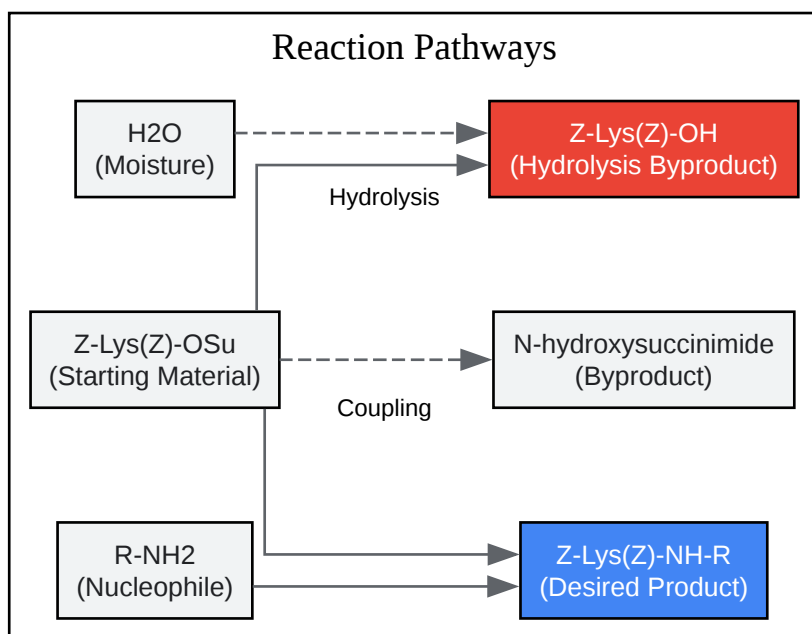 Reaction Pathways
H2O
(Moisture)
Z-Lys(Z)-OH
(Hydrolysis Byproduct)
Hydrolysis
Z-Lys(Z)-OSu
(Starting Material)
N-hydroxysuccinimide
(Byproduct)
Coupling
R-NH2
(Nucleophile)
Z-Lys(Z)-NH-R
(Desired Product)